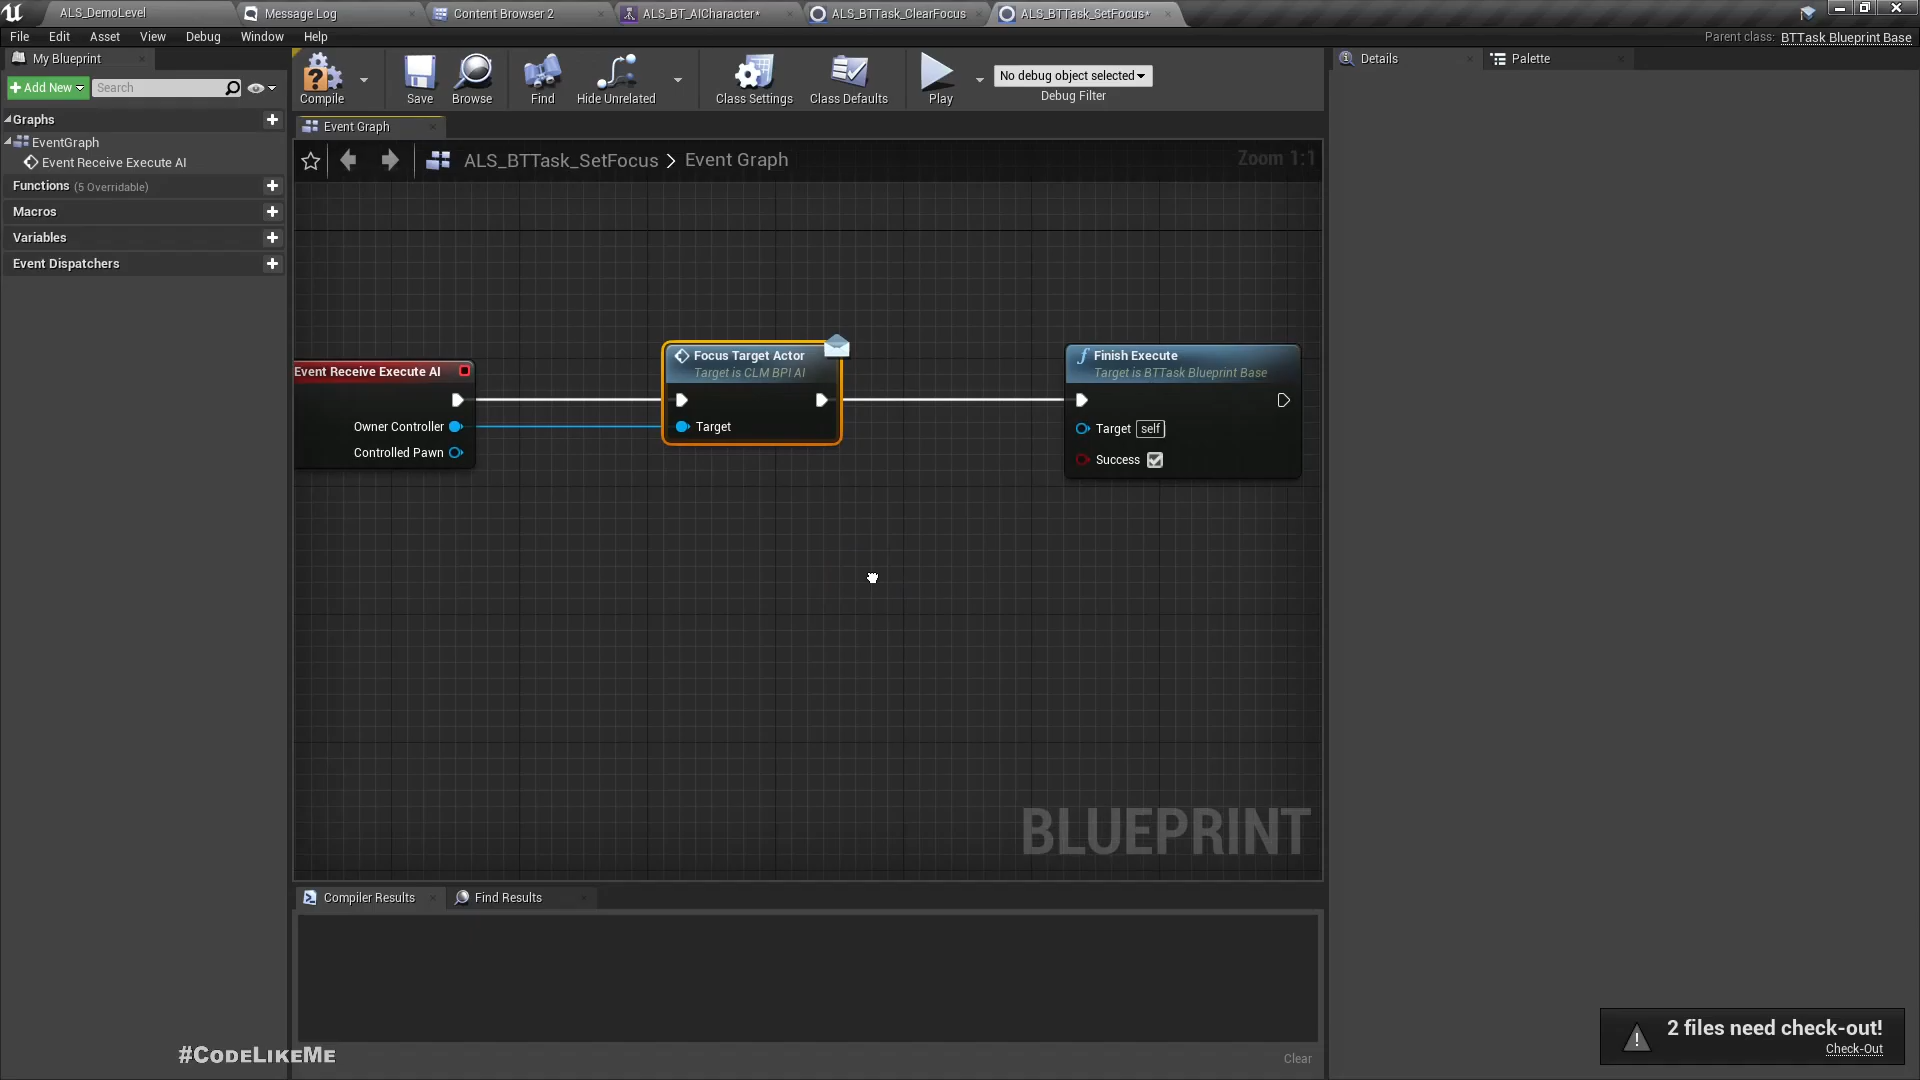 ALS_DemoLevel
Message Log
Content Browser 2
ALS_BT_AICharacter*
ALS_BTTask_ClearFocus
ALS_BTTask_SetFocus*
File Edit Asset View Debug Window Help
Parent class: BTTask Blueprint Base
My Blueprint
Add New
Search
Compile
Save
Browse
Find
Hide Unrelated
Class Settings
Class Defaults
Play
No debug object selected
Debug Filter
Details
Palette
Graphs
EventGraph
Event Receive Execute AI
Functions (5 Overridable)
Macros
Variables
Event Dispatchers
Event Graph
ALS_BTTask_SetFocus > Event Graph
Zoom 1:1
Event Receive Execute AI
Owner Controller
Controlled Pawn
Focus Target Actor
Target is CLM BPI AI
Target
f Finish Execute
Target is BTTask Blueprint Base
Target self
Success
BLUEPRINT
Compiler Results
Find Results
Clear
2 files need check-out!
Check-Out
#CodeLikeMe